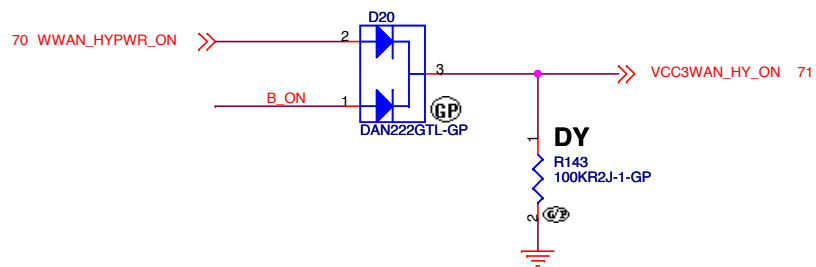 D20
70 WWAN_HYPWR_ON
2
3
VCC3WAN_HY_ON 71
B_ON
1
GP
DAN222GTL-GP
1
DY
R143
100KR2J-1-GP
2
G/P